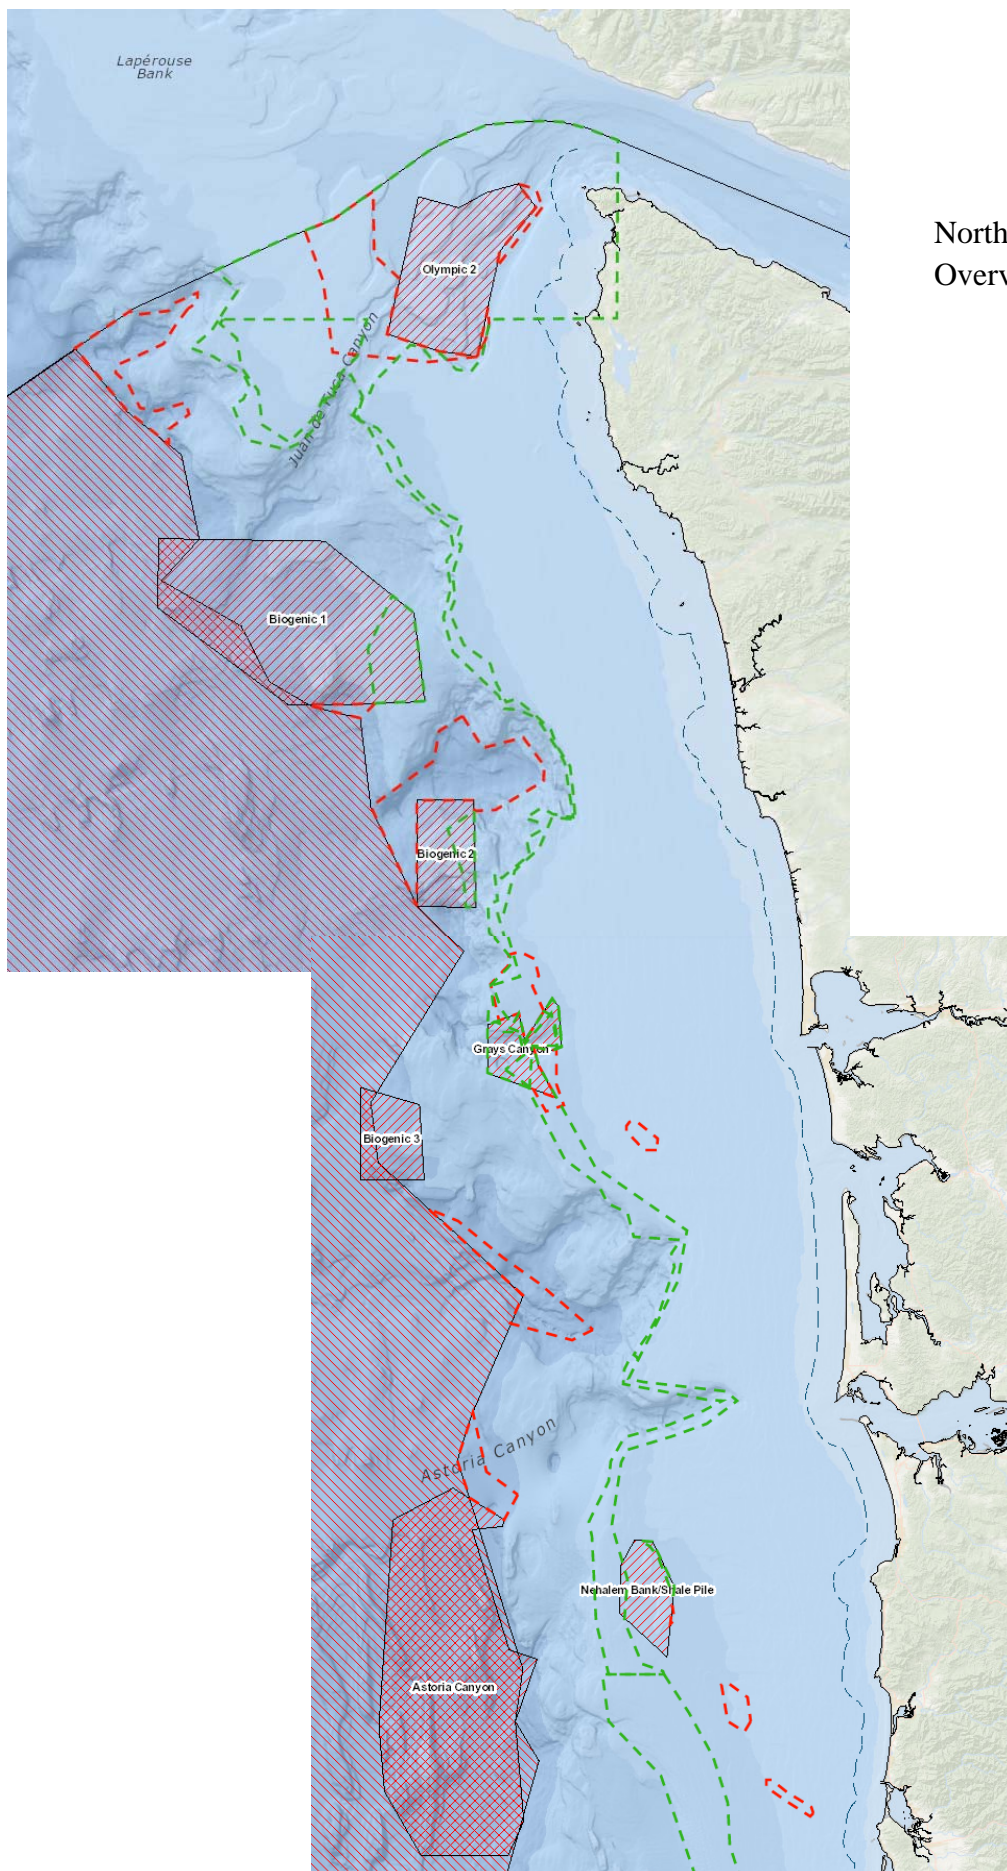 Lapérouse
Bank
North
Overv
Olympic 2
Juan de Fuca Canyon
Biogenic 1
Biogenic 2
Grays Canyon
Biogenic 3
Astoria Canyon
Nehalem Bank/Shale Pile
Astoria Canyon